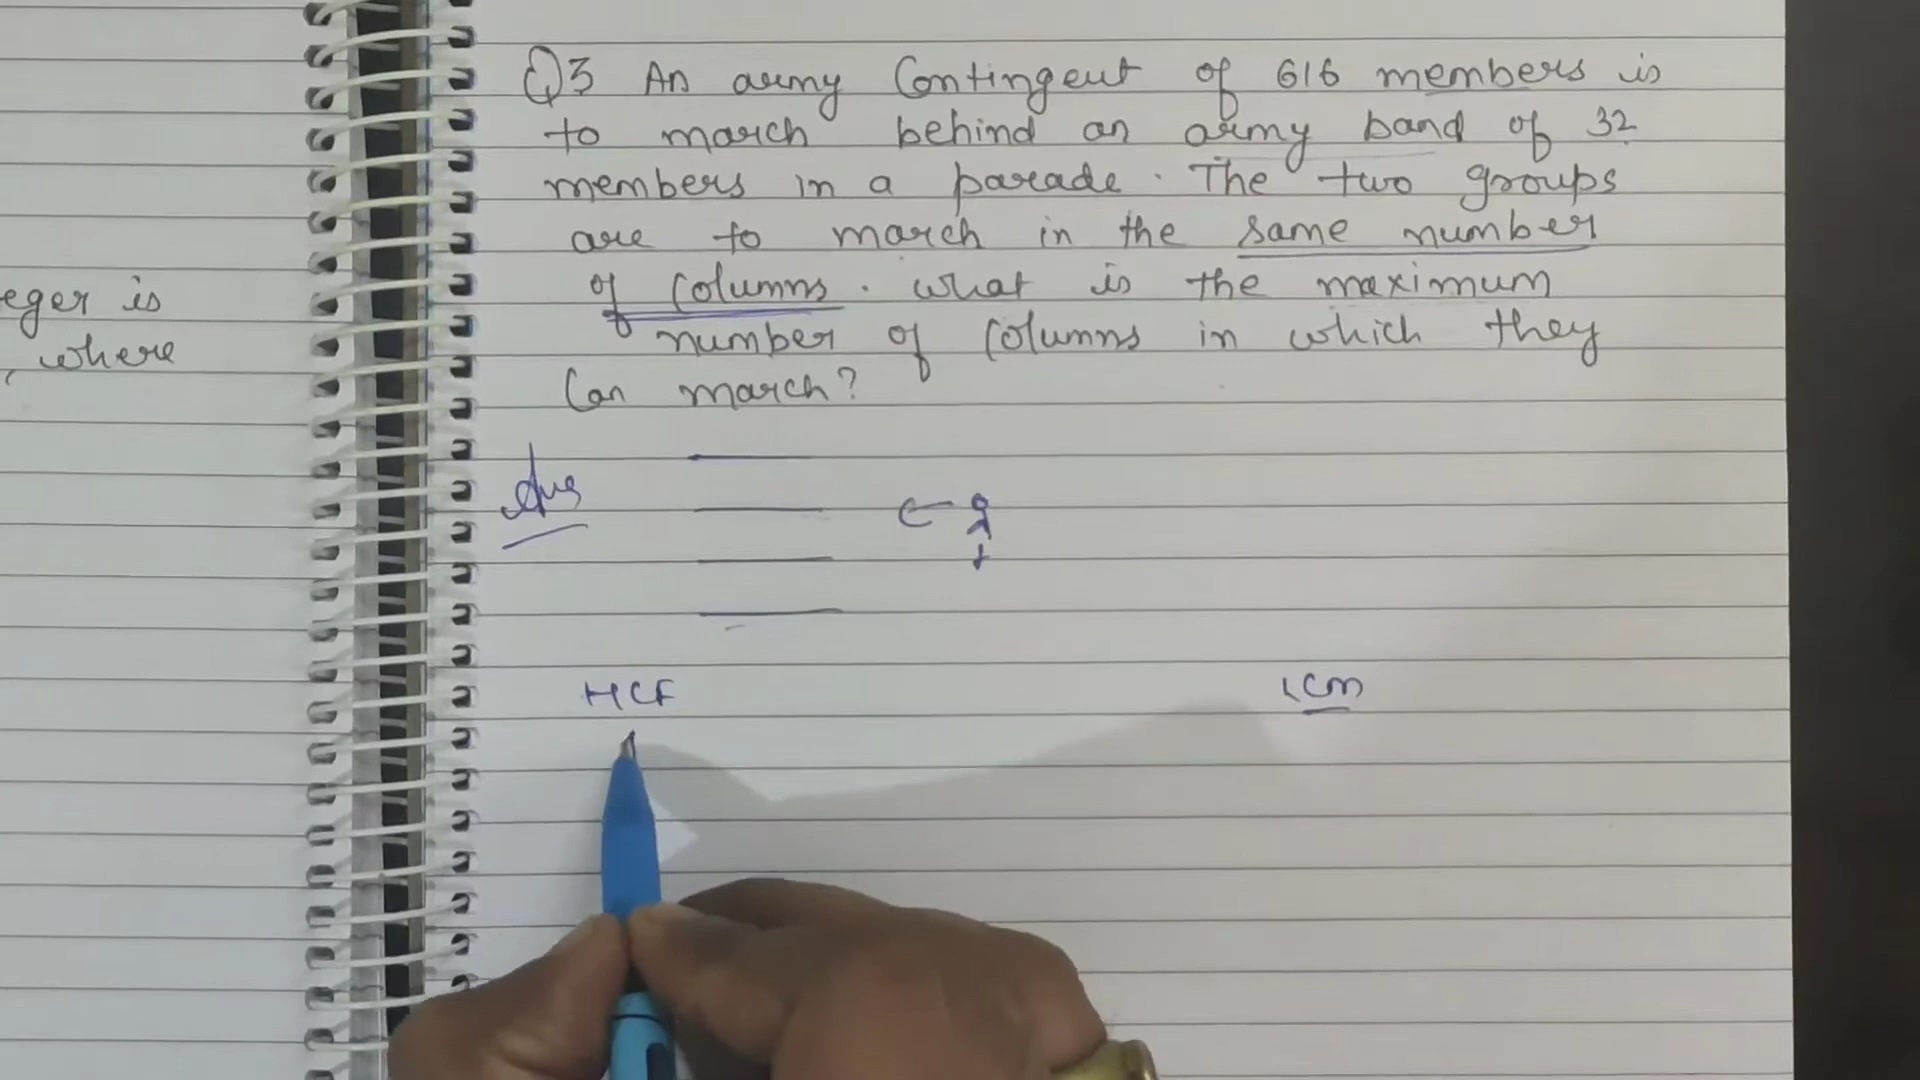 eger is
, where
Q3 An army Contingent of 616 members is
to march behind an army band of 32
members in a parade. The two groups
are to march in the same number
of Columns. what is the maximum
number of Columns in which they
Can march?
Ans
HCF LCM